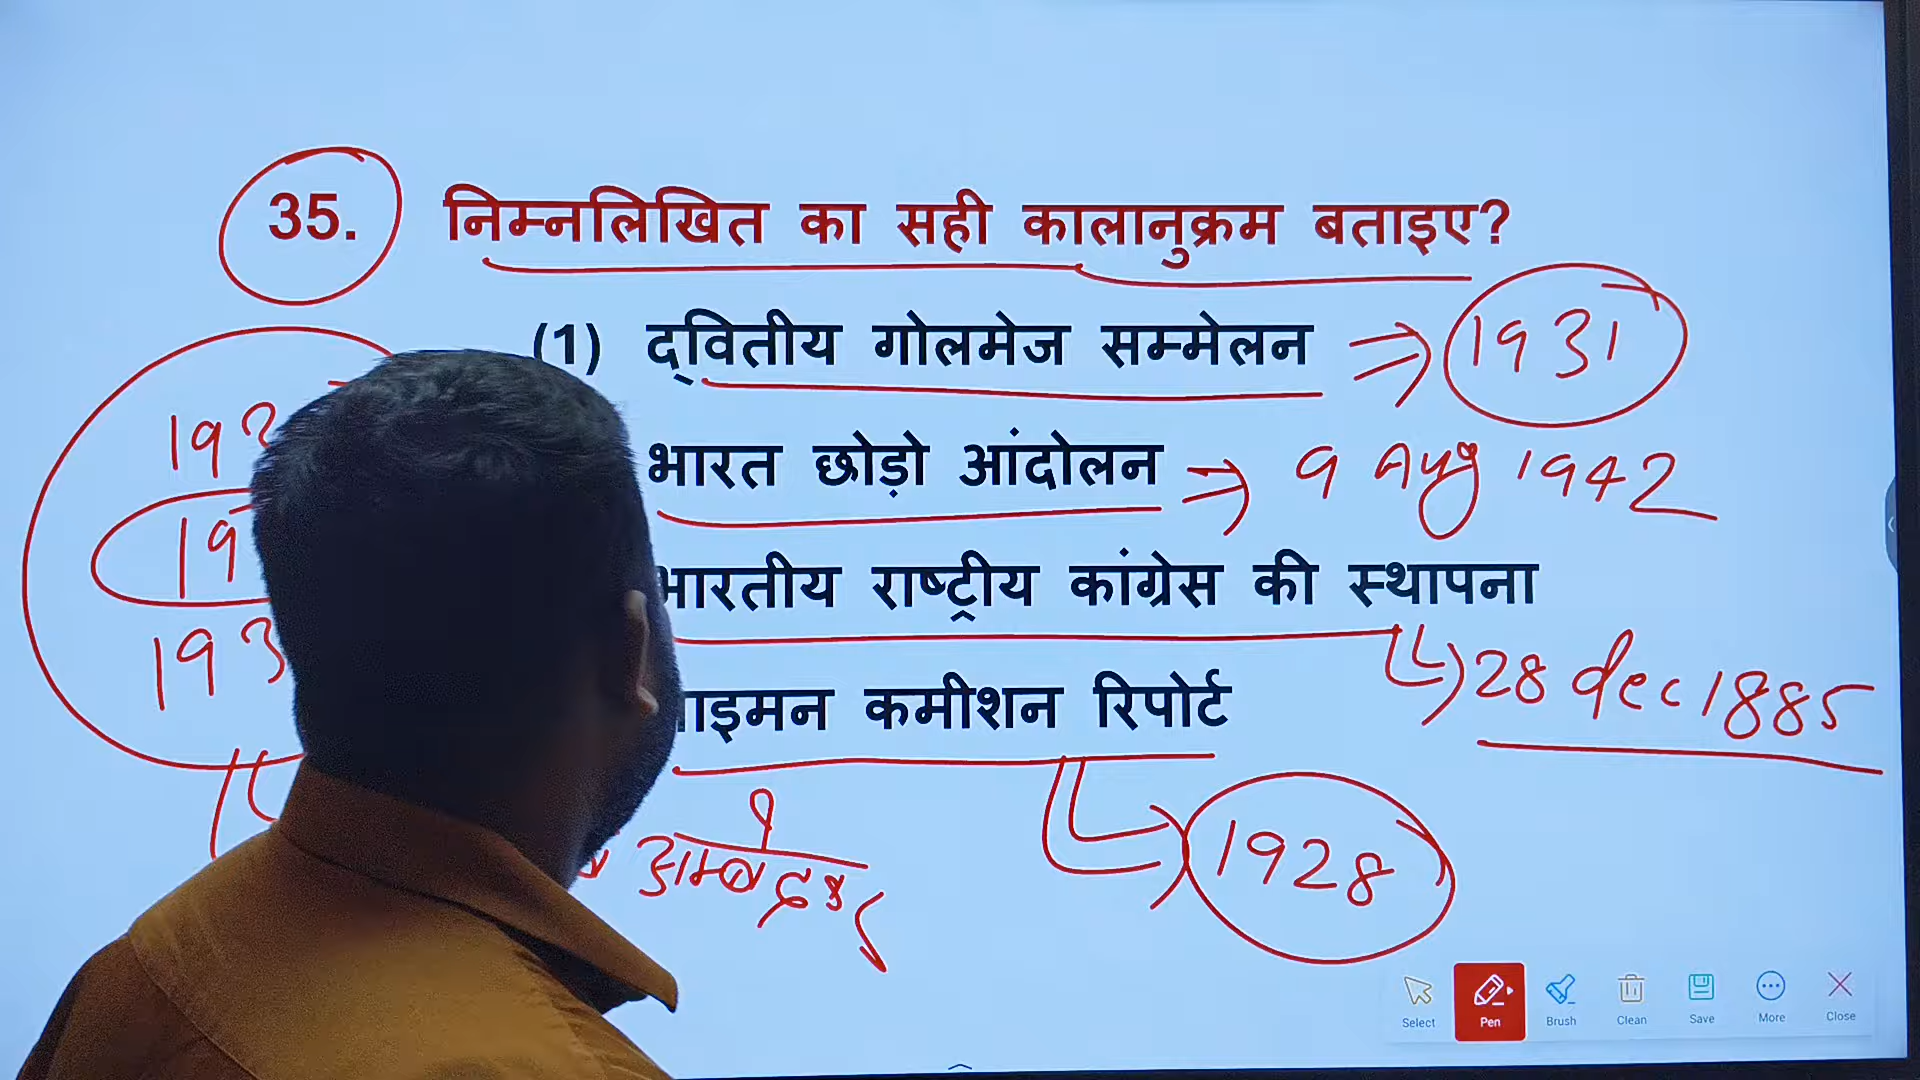 35. निम्नलिखित का सही कालानुक्रम बताइए?
(1) द्वितीय गोलमेज सम्मेलन ⇒ 1931
भारत छोड़ो आंदोलन ⇒ 9 Aug 1942
भारतीय राष्ट्रीय कांग्रेस की स्थापना
28 dec 1885
कमीशन रिपोर्ट
1928
Select Pen Brush Clean Save More Close